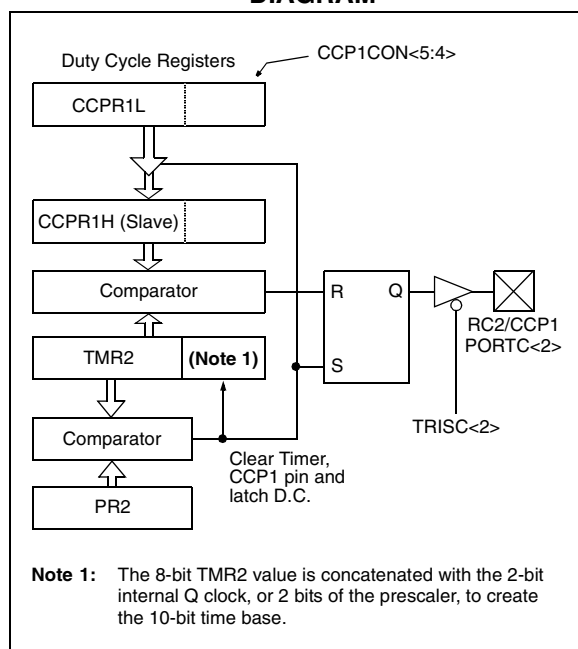 DIAGRAM
Duty Cycle Registers
CCP1CON<5:4>
CCPR1L
CCPR1H (Slave)
Comparator
R Q
RC2/CCP1
PORTC<2>
TMR2 (Note 1)
S
TRISC<2>
Comparator
Clear Timer,
CCP1 pin and
latch D.C.
PR2
Note 1: The 8-bit TMR2 value is concatenated with the 2-bit
internal Q clock, or 2 bits of the prescaler, to create
the 10-bit time base.